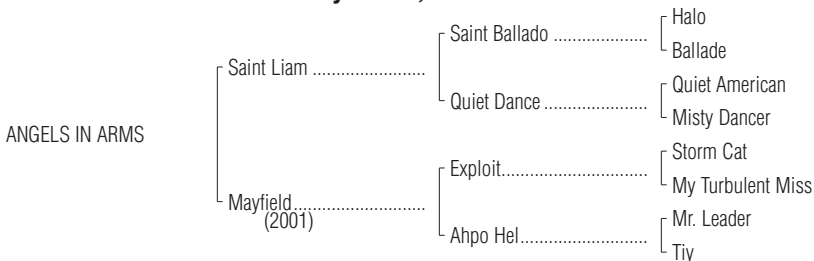 Halo
Saint Ballado ...................
Ballade
Saint Liam .......................
Quiet American
Quiet Dance .....................
Misty Dancer
ANGELS IN ARMS
Storm Cat
Exploit..............................
My Turbulent Miss
Mayfield...........................
(2001)
Mr. Leader
Ahpo Hel..........................
Tiy